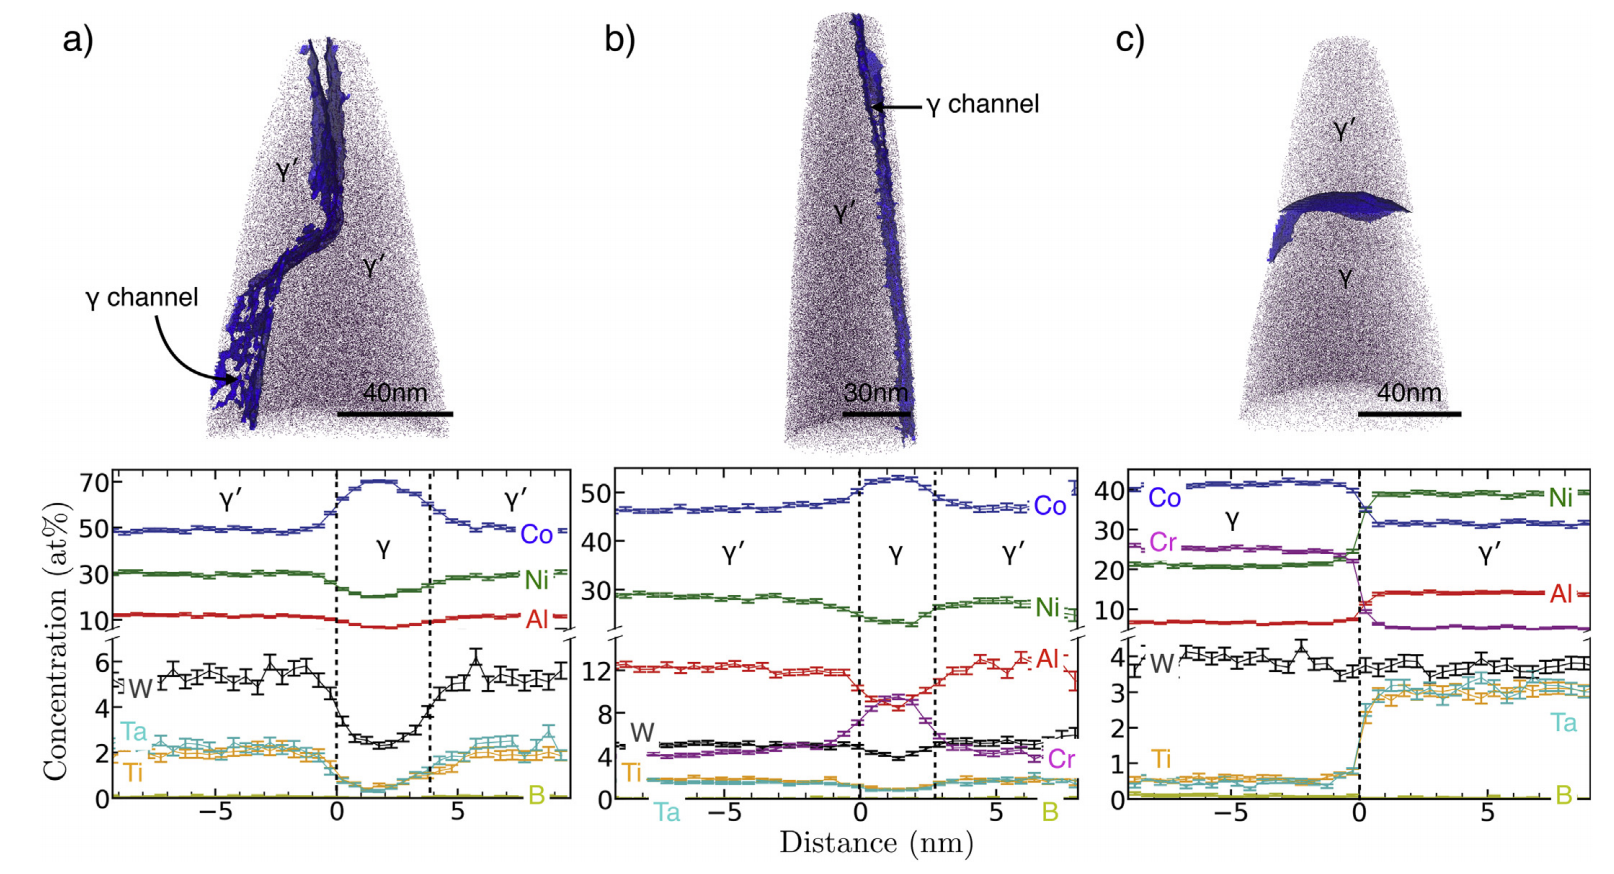 a)
γ′
γ′
γ channel
40nm
b)
γ channel
γ′
30nm
c)
γ′
γ
40nm
Concentration (at%)
70
50
30
10
6
4
2
0
γ′
γ
γ′
Co
Ni
Al
W
Ta
Ti
B
−5
0
5
50
40
30
12
8
4
0
γ′
γ
γ′
Co
Ni
Al
W
Cr
Ti
Ta
B
−5
0
5
40
30
20
10
4
3
2
1
0
Co
Ni
γ
Cr
γ′
Al
W
Ta
Ti
B
−5
0
5
Distance (nm)